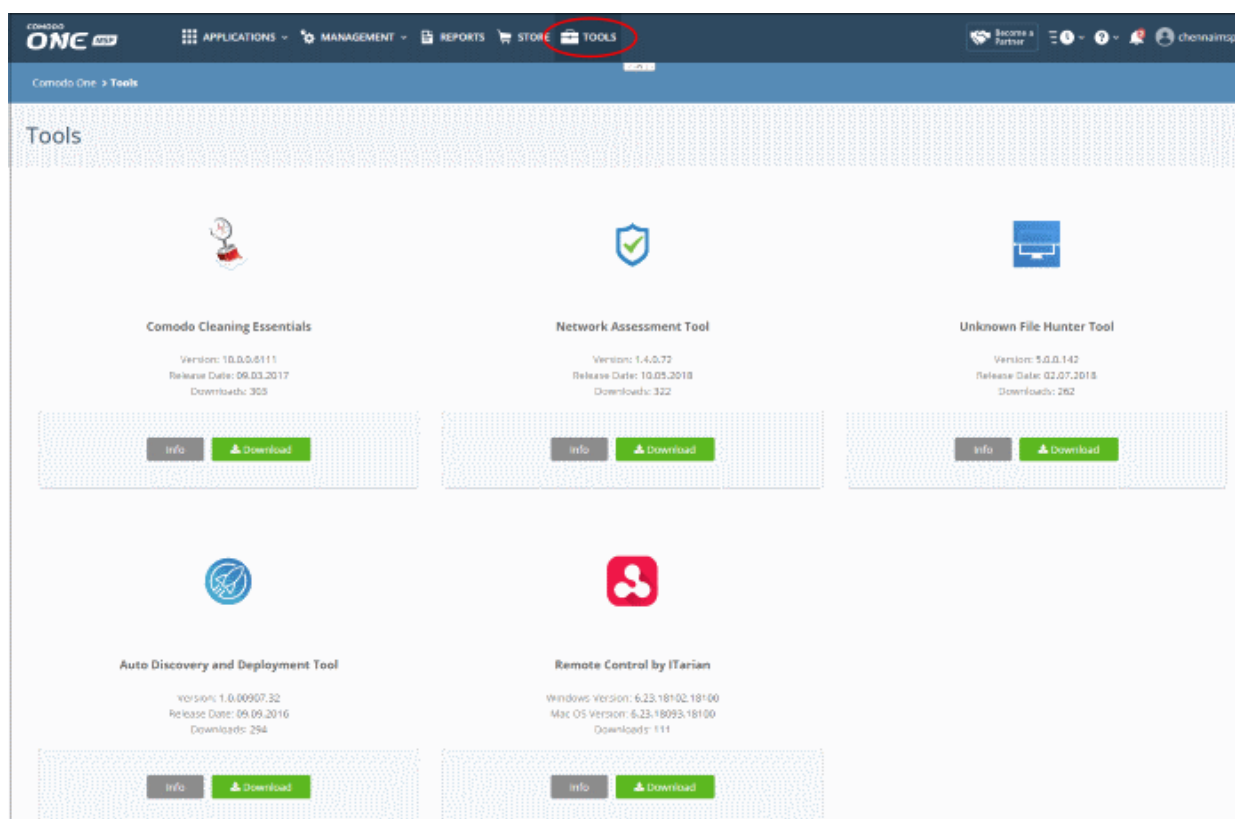 COMODO
ONE MSP
APPLICATIONS
MANAGEMENT
REPORTS
STORE
TOOLS
Become a
Partner
chennaimsp
Comodo One > Tools
Tools
Comodo Cleaning Essentials
Network Assessment Tool
Unknown File Hunter Tool
Version: 10.0.0.6111
Version: 1.4.0.72
Version: 5.0.0.142
Release Date: 09.03.2017
Release Date: 10.05.2018
Release Date: 02.07.2018
Downloads: 305
Downloads: 322
Downloads: 262
Info
Download
Info
Download
Info
Download
Auto Discovery and Deployment Tool
Remote Control by ITarian
Version: 1.0.00907.32
Windows Version: 6.23.18102.18100
Release Date: 09.09.2016
Mac OS Version: 6.23.18093.18100
Downloads: 294
Downloads: 111
Info
Download
Info
Download